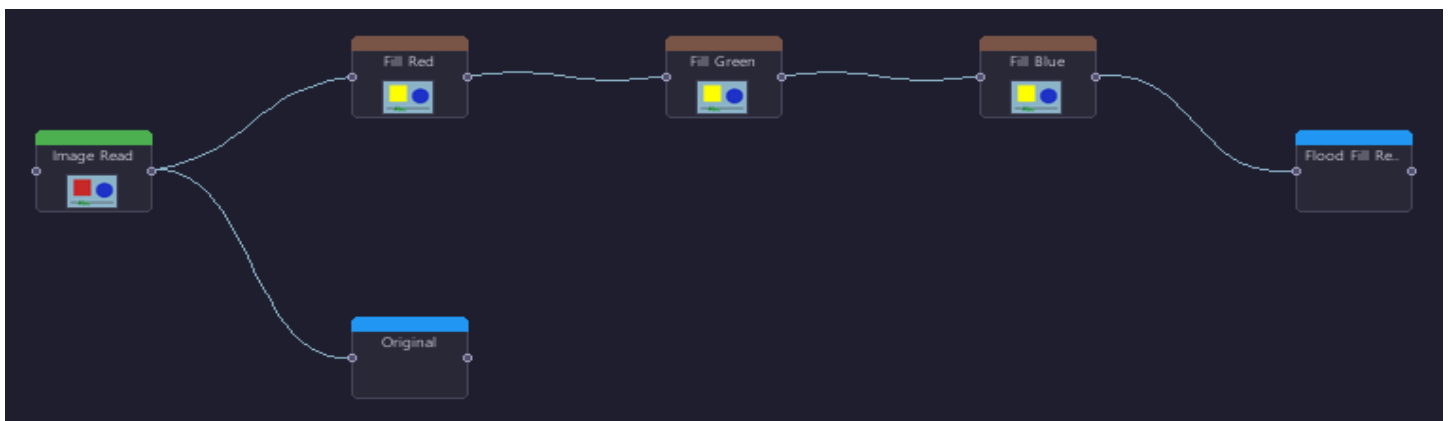 Fill Red
Fill Green
Fill Blue
Image Read
Flood Fill Re..
Original